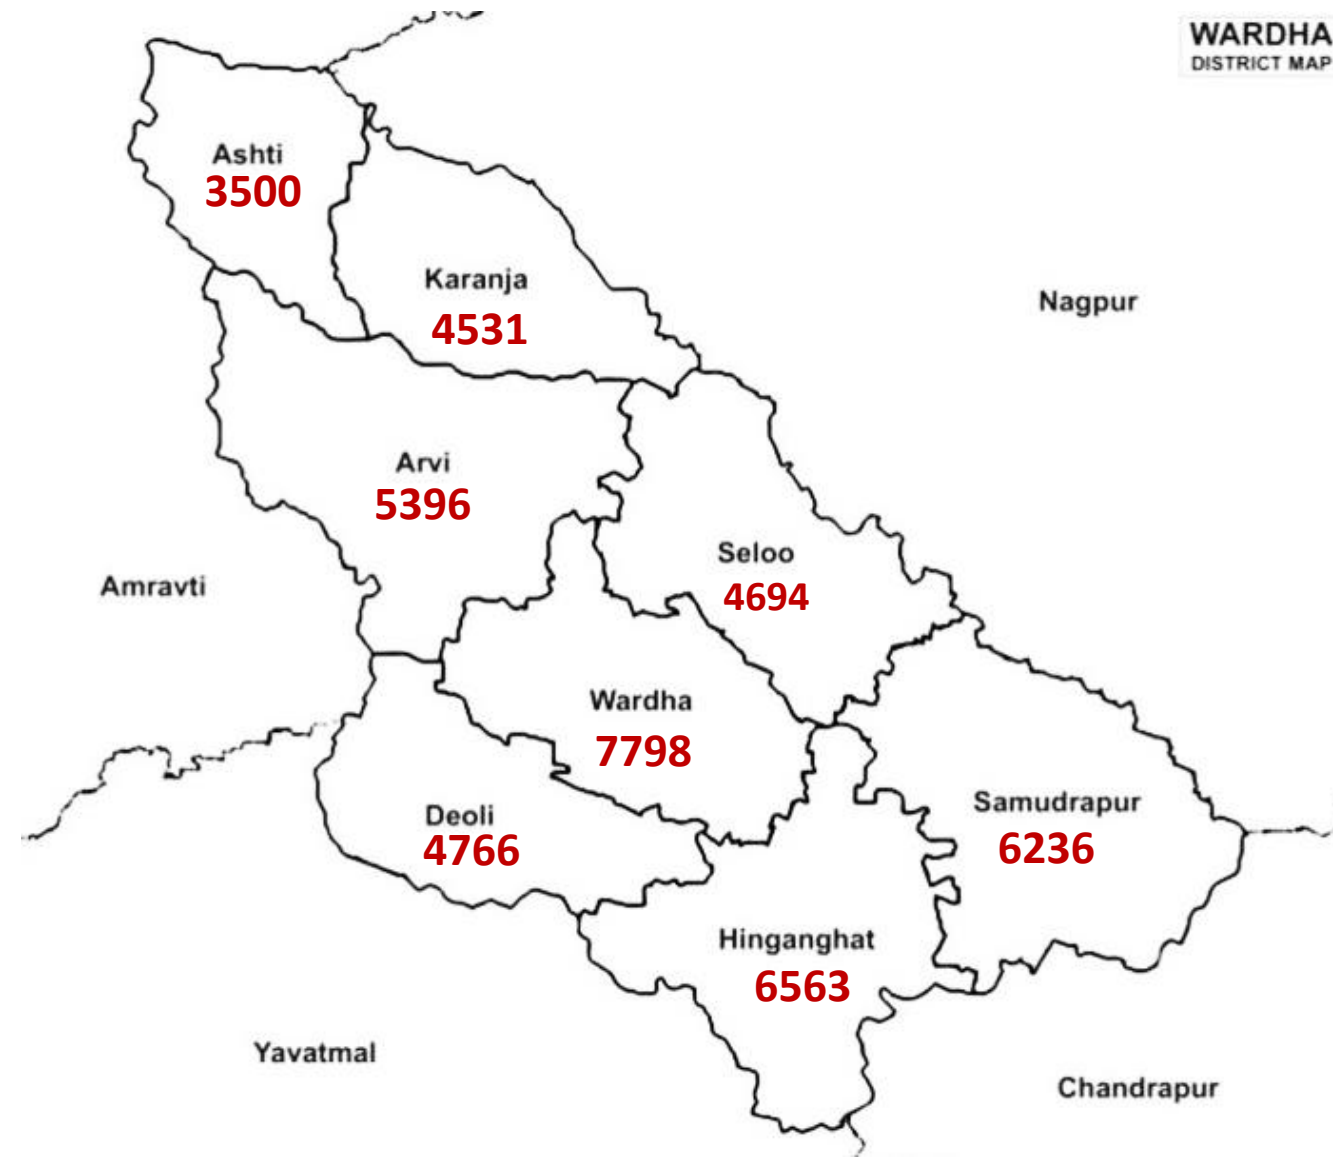 WARDHA
DISTRICT MAP
Ashti
3500
Karanja
4531
Nagpur
Arvi
5396
Seloo
4694
Amravti
Wardha
7798
Deoli
4766
Samudrapur
6236
Hinganghat
6563
Yavatmal
Chandrapur